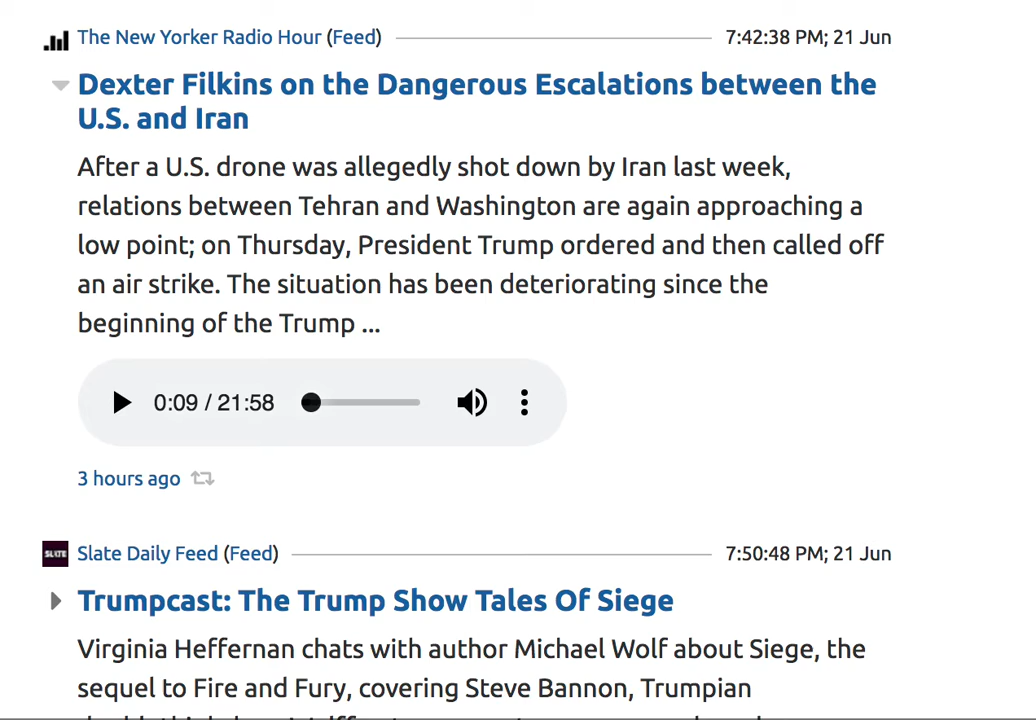 The New Yorker Radio Hour (Feed) 7:42:38 PM; 21 Jun
Dexter Filkins on the Dangerous Escalations between the
U.S. and Iran
After a U.S. drone was allegedly shot down by Iran last week,
relations between Tehran and Washington are again approaching a
low point; on Thursday, President Trump ordered and then called off
an air strike. The situation has been deteriorating since the
beginning of the Trump ...
0:09 / 21:58
3 hours ago
SLATE Slate Daily Feed (Feed) 7:50:48 PM; 21 Jun
Trumpcast: The Trump Show Tales Of Siege
Virginia Heffernan chats with author Michael Wolf about Siege, the
sequel to Fire and Fury, covering Steve Bannon, Trumpian